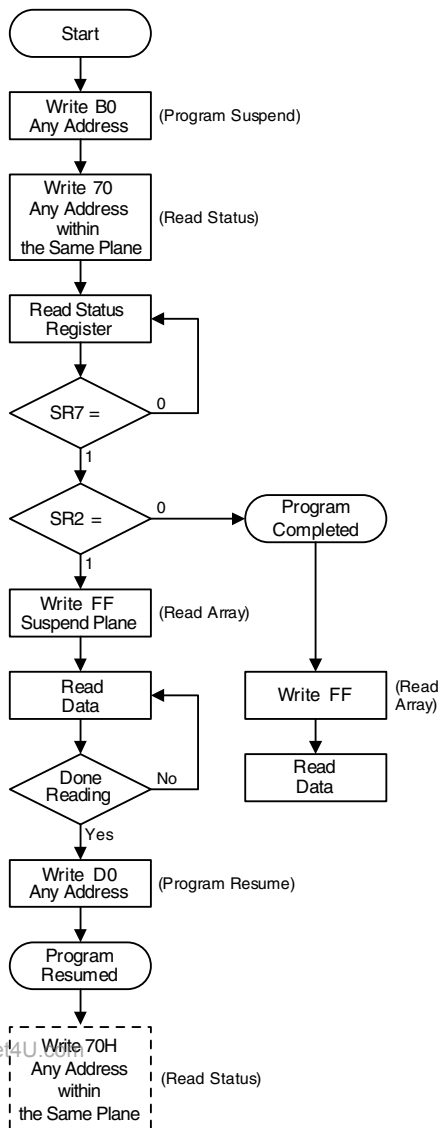 Start
Write B0
Any Address
(Program Suspend)
Write 70
Any Address
within
the Same Plane
(Read Status)
Read Status
Register
SR7 =
0
1
SR2 =
0
1
Program
Completed
Write FF
Suspend Plane
(Read Array)
Read
Data
Done
Reading
No
Yes
Write FF
(Read
Array)
Read
Data
Write D0
Any Address
(Program Resume)
Program
Resumed
Write 70H
Any Address
within
the Same Plane
(Read Status)
et4U.com